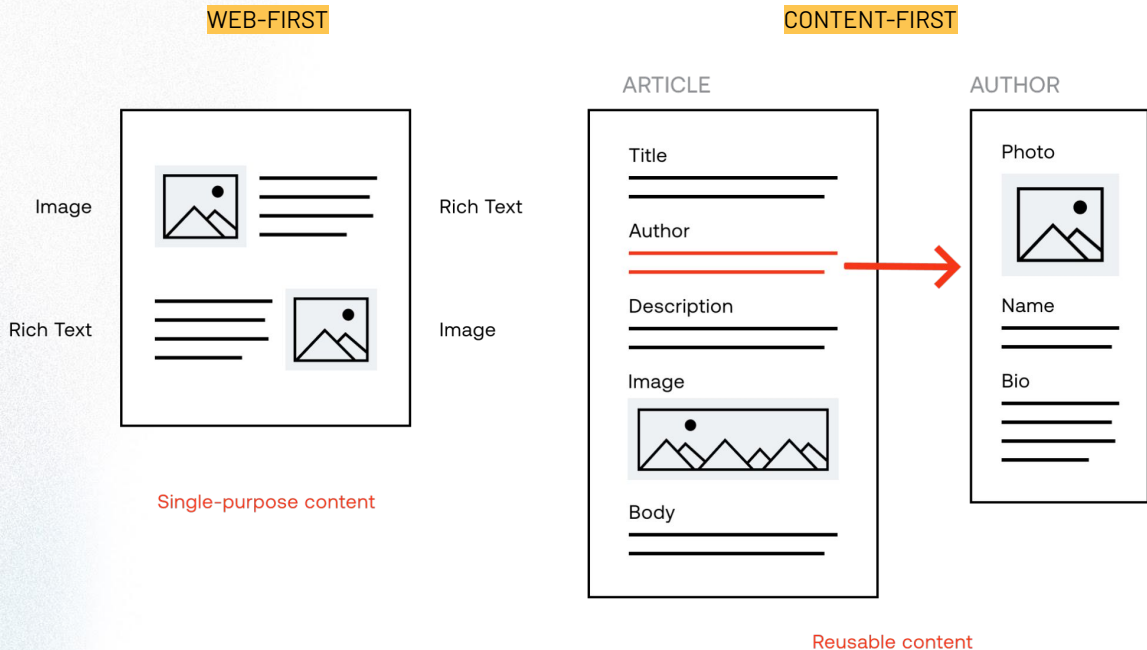 WEB-FIRST
Image
Rich Text
Rich Text
Image
Single-purpose content
CONTENT-FIRST
ARTICLE
Title
Author
Description
Image
Body
AUTHOR
Photo
Name
Bio
Reusable content